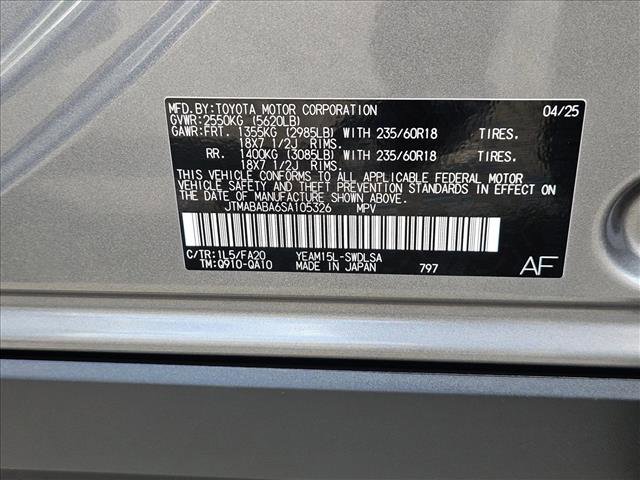 MFD. BY: TOYOTA MOTOR CORPORATION 04/25
GVWR: 2550KG (5620LB)
GAWR: FRT. 1355KG (2985LB) WITH 235/60R18 TIRES.
18X7 1/2J RIMS.
RR. 1400KG (3085LB) WITH 235/60R18 TIRES.
18X7 1/2J RIMS.
THIS VEHICLE CONFORMS TO ALL APPLICABLE FEDERAL MOTOR
VEHICLE SAFETY AND THEFT PREVENTION STANDARDS IN EFFECT ON
THE DATE OF MANUFACTURE SHOWN ABOVE.
JTMABABA6SA105326 MPV
C/TR: 1L5/FA20 YEAM15L-SWDLSA
TM: Q910-QA10 MADE IN JAPAN 797 AF